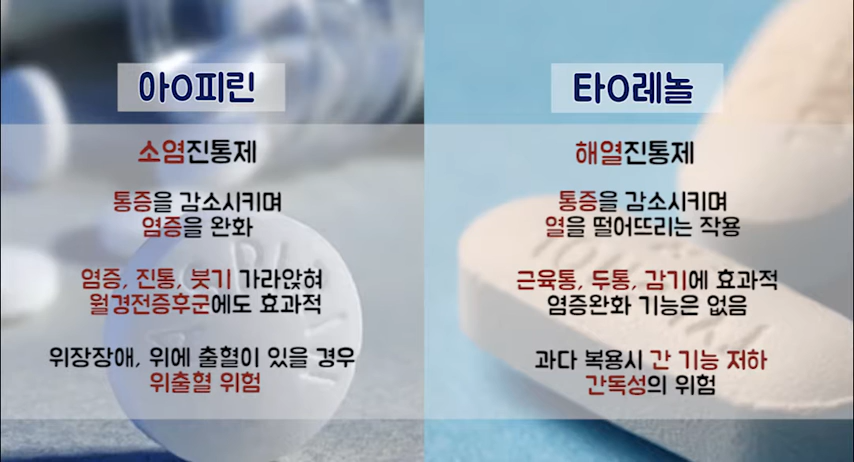 아O피린
소염진통제
통증을 감소시키며
염증을 완화
염증, 진통, 붓기 가라앉혀
월경전증후군에도 효과적
위장장애, 위에 출혈이 있을 경우
위출혈 위험
타O레놀
해열진통제
통증을 감소시키며
열을 떨어뜨리는 작용
근육통, 두통, 감기에 효과적
염증완화 기능은 없음
과다 복용시 간 기능 저하
간독성의 위험